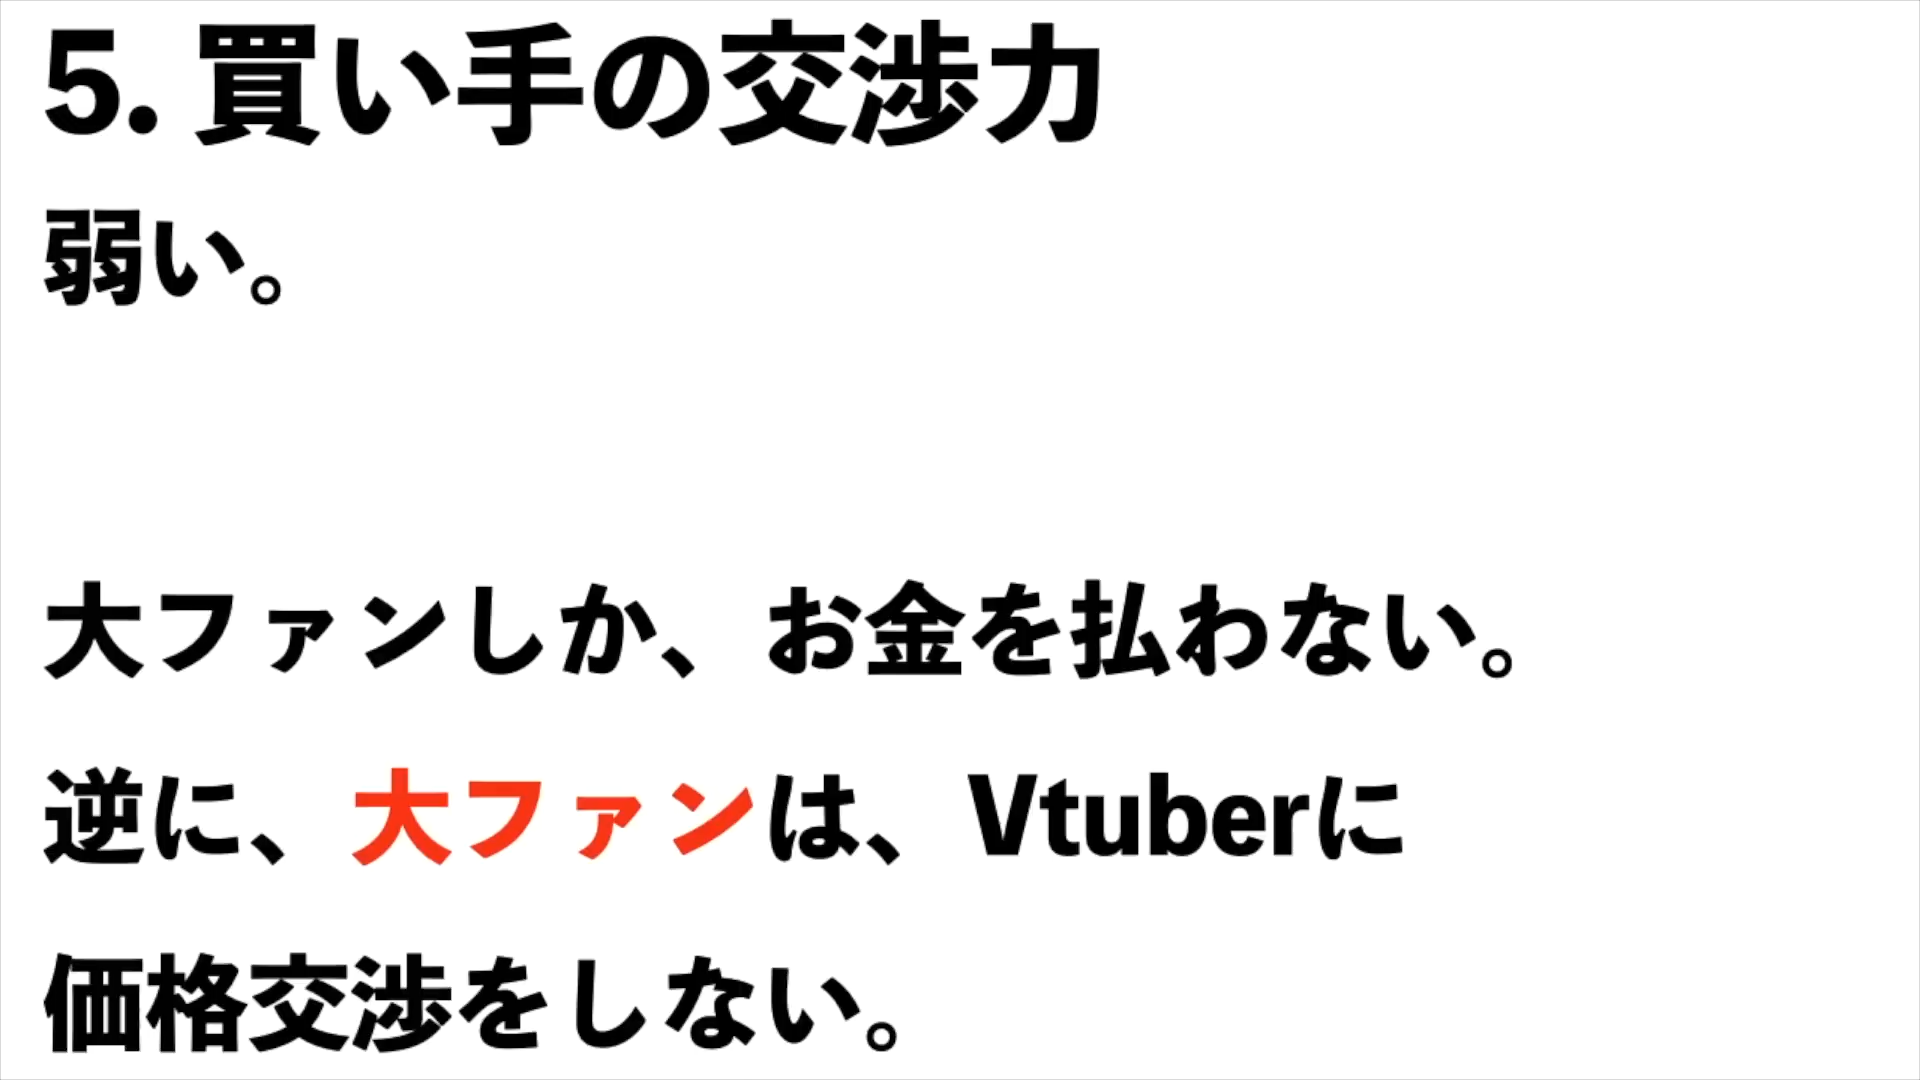 5. 買い手の交渉力
弱い。
大ファンしか、お金を払わない。
逆に、大ファンは、Vtuberに
価格交渉をしない。